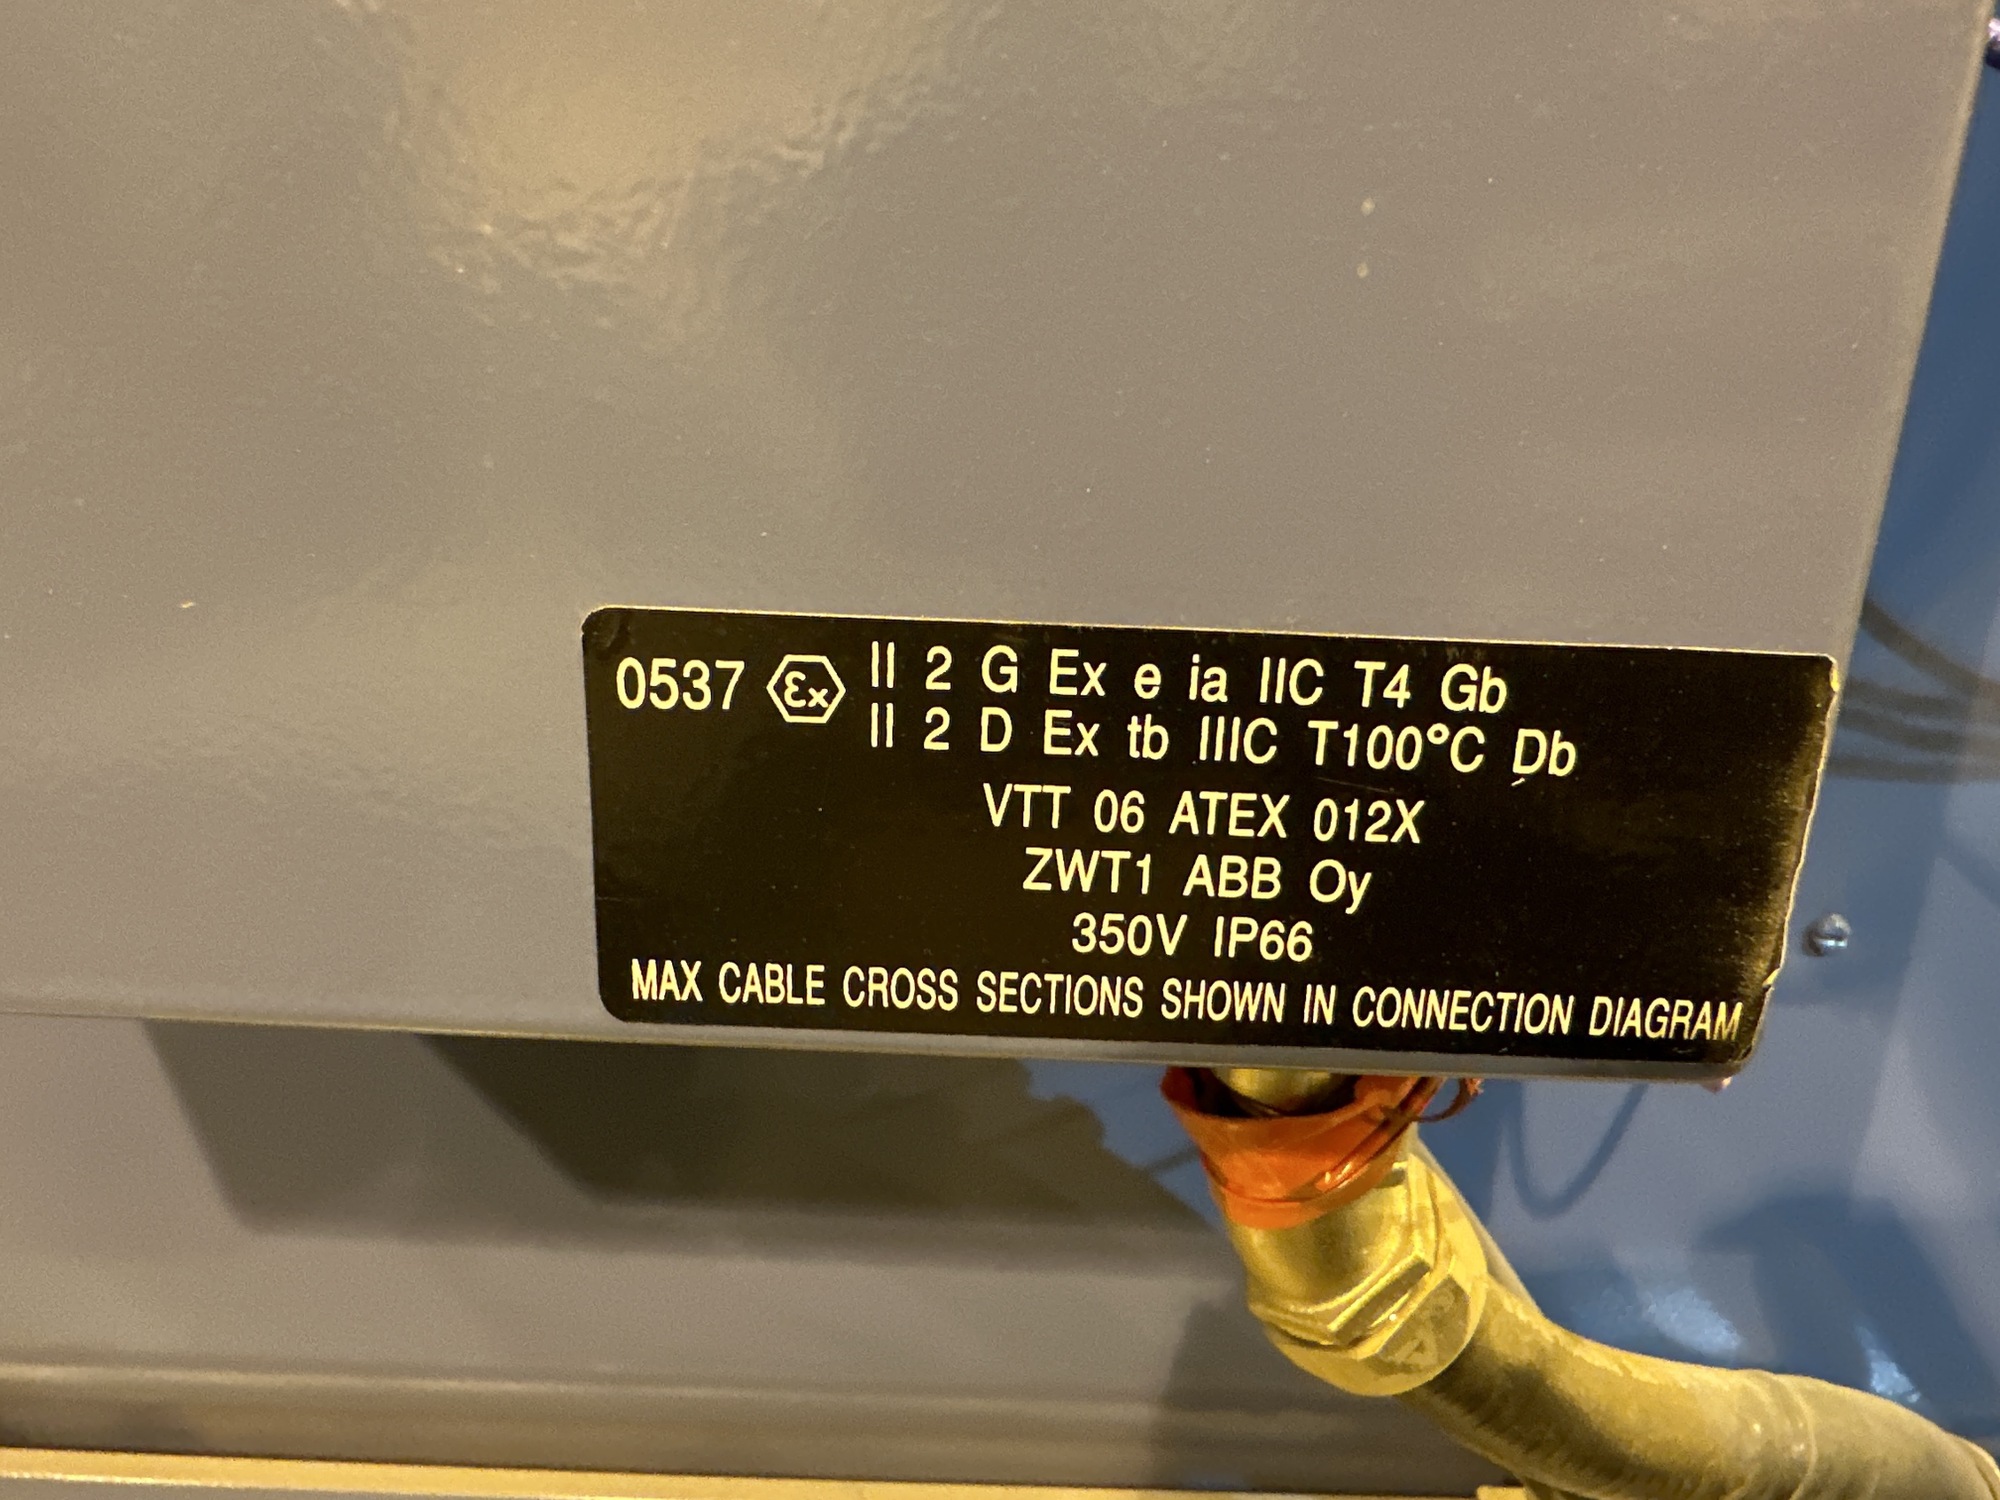 0537 Ex II 2 G Ex e ia IIC T4 Gb
II 2 D Ex tb IIIC T100°C Db
VTT 06 ATEX 012X
ZWT1 ABB Oy
350V IP66
MAX CABLE CROSS SECTIONS SHOWN IN CONNECTION DIAGRAM